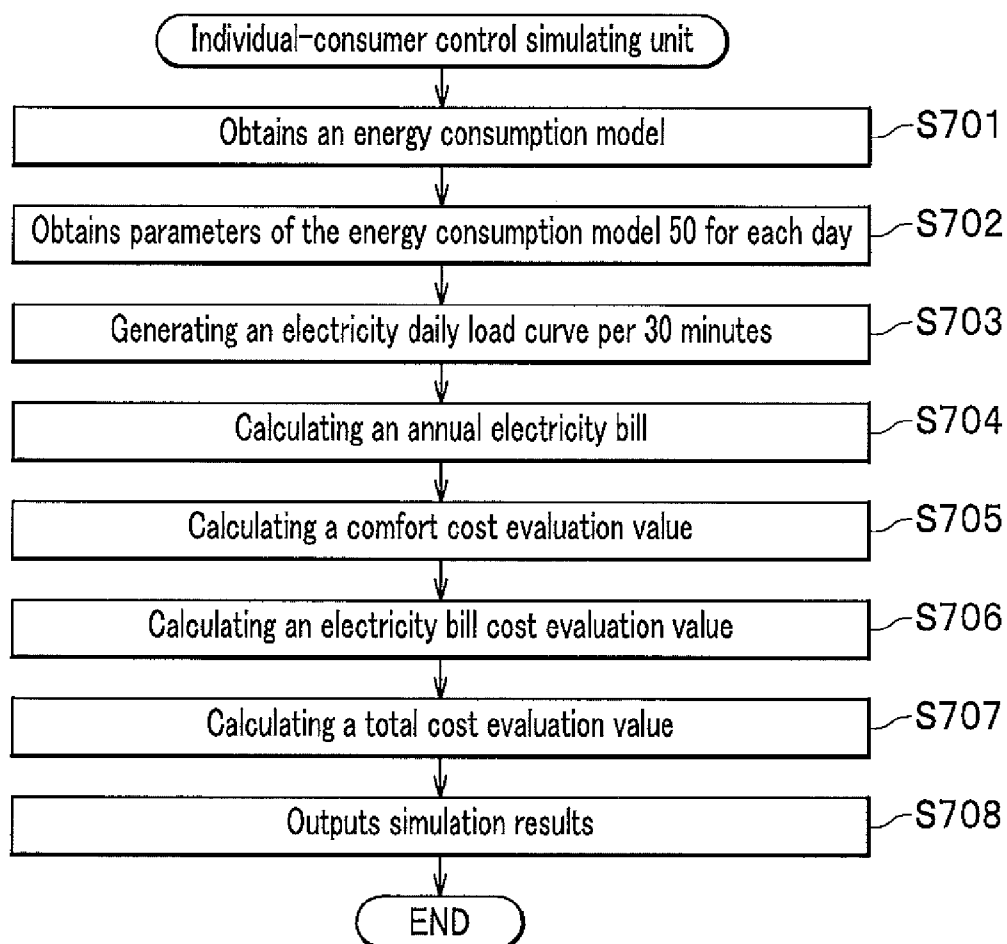 Individual-consumer control simulating unit
Obtains an energy consumption model
S701
Obtains parameters of the energy consumption model 50 for each day
S702
Generating an electricity daily load curve per 30 minutes
S703
Calculating an annual electricity bill
S704
Calculating a comfort cost evaluation value
S705
Calculating an electricity bill cost evaluation value
S706
Calculating a total cost evaluation value
S707
Outputs simulation results
S708
END